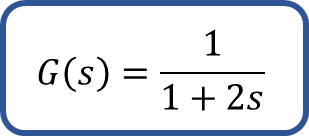 G(s) = 1 / (1 + 2s)